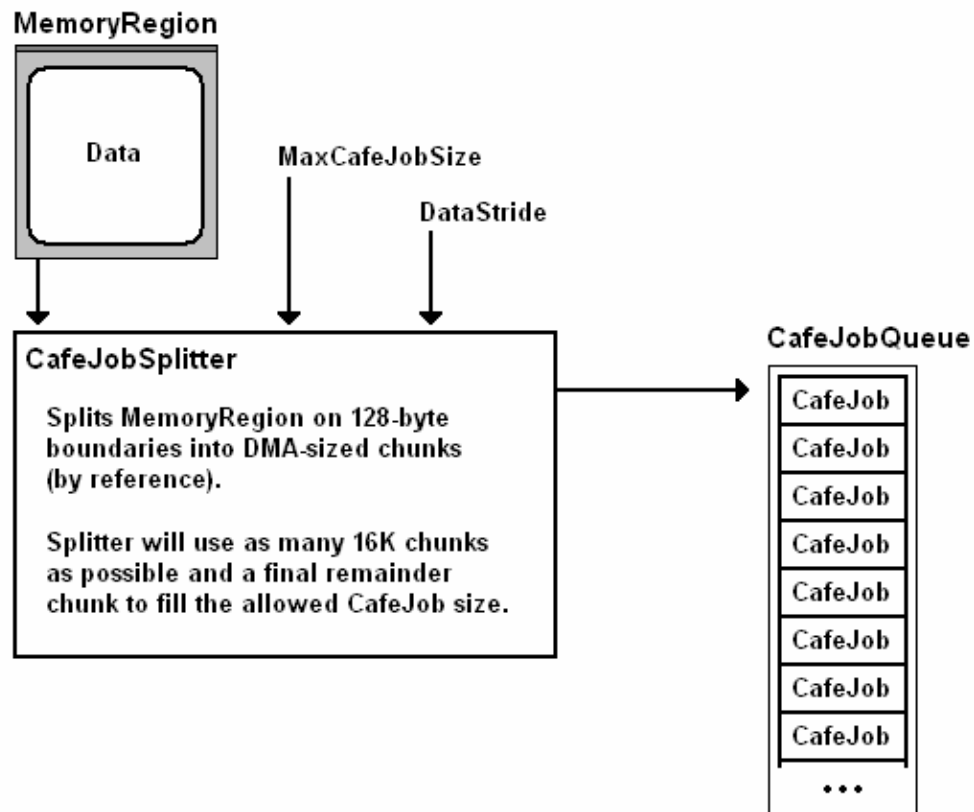 MemoryRegion
Data
MaxCafeJobSize
DataStride
CafeJobSplitter
Splits MemoryRegion on 128-byte
boundaries into DMA-sized chunks
(by reference).
Splitter will use as many 16K chunks
as possible and a final remainder
chunk to fill the allowed CafeJob size.
CafeJobQueue
CafeJob
CafeJob
CafeJob
CafeJob
CafeJob
CafeJob
CafeJob
CafeJob
•••